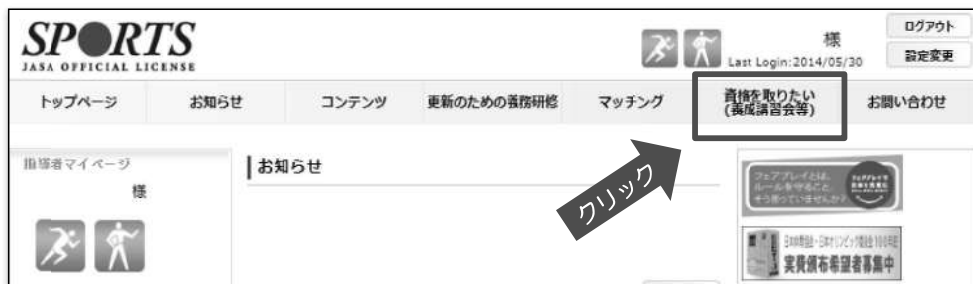 SPORTS
JASA OFFICIAL LICENSE
様
Last Login:2014/05/30
ログアウト
設定変更
トップページ
お知らせ
コンテンツ
更新のための義務研修
マッチング
資格を取りたい
(養成講習会等)
お問い合わせ
指導者マイページ
様
お知らせ
クリック
フェアプレイとは、
ルールを守ること。
そう思っていませんか?
実費頒布希望者募集中